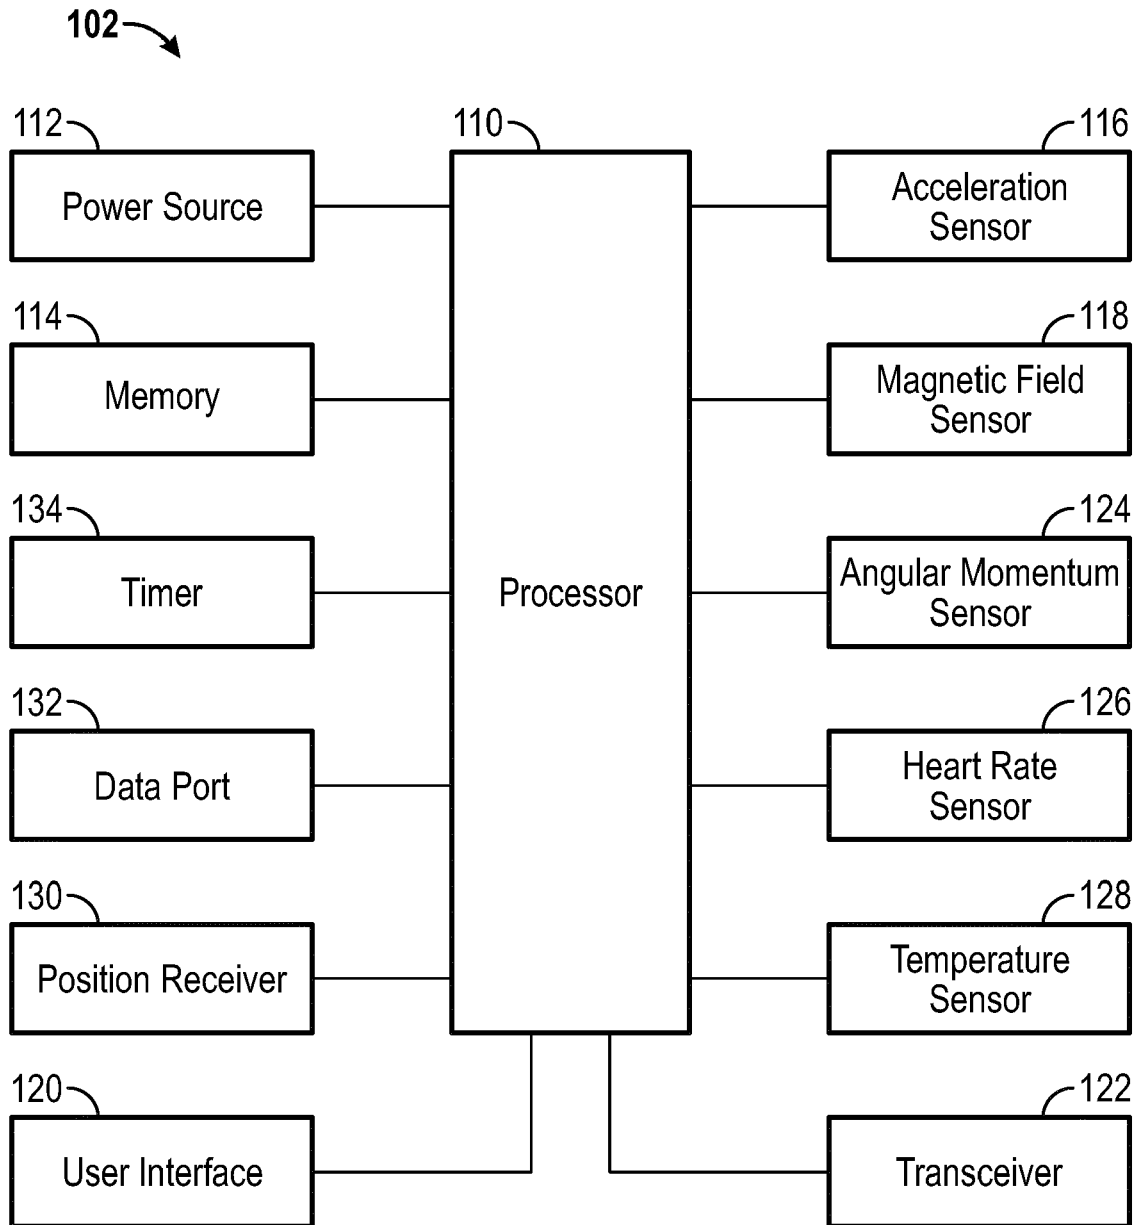 102
112
110
116
Power Source
Acceleration
Sensor
114
118
Memory
Magnetic Field
Sensor
134
124
Timer
Processor
Angular Momentum
Sensor
132
126
Data Port
Heart Rate
Sensor
130
128
Position Receiver
Temperature
Sensor
120
122
User Interface
Transceiver